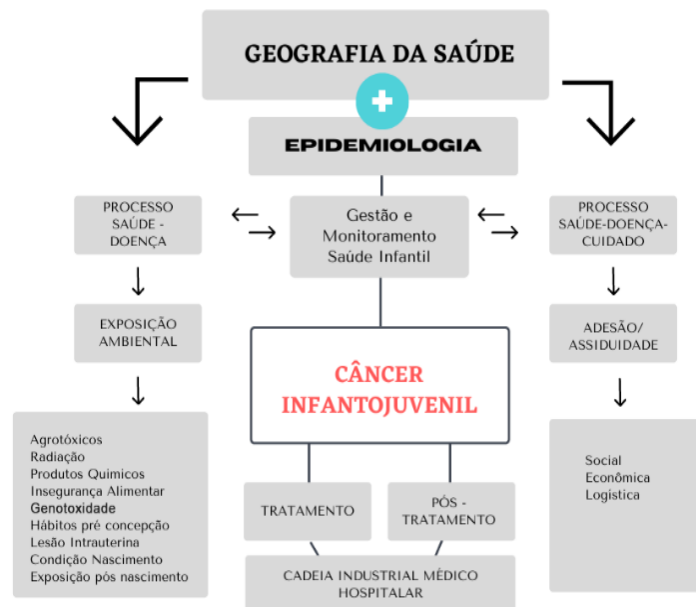 GEOGRAFIA DA SAÚDE
EPIDEMIOLOGIA
PROCESSO
SAÚDE -
DOENÇA
Gestão e
Monitoramento
Saúde Infantil
PROCESSO
SAÚDE-DOENÇA-
CUIDADO
EXPOSIÇÃO
AMBIENTAL
ADESÃO/
ASSIDUIDADE
CÂNCER
INFANTOJUVENIL
Agrotóxicos
Radiação
Produtos Quimicos
Insegurança Alimentar
Genotoxidade
Hábitos pré concepção
Lesão Intrauterina
Condição Nascimento
Exposição pós nascimento
Social
Econômica
Logística
TRATAMENTO
PÓS -
TRATAMENTO
CADEIA INDUSTRIAL MÉDICO
HOSPITALAR